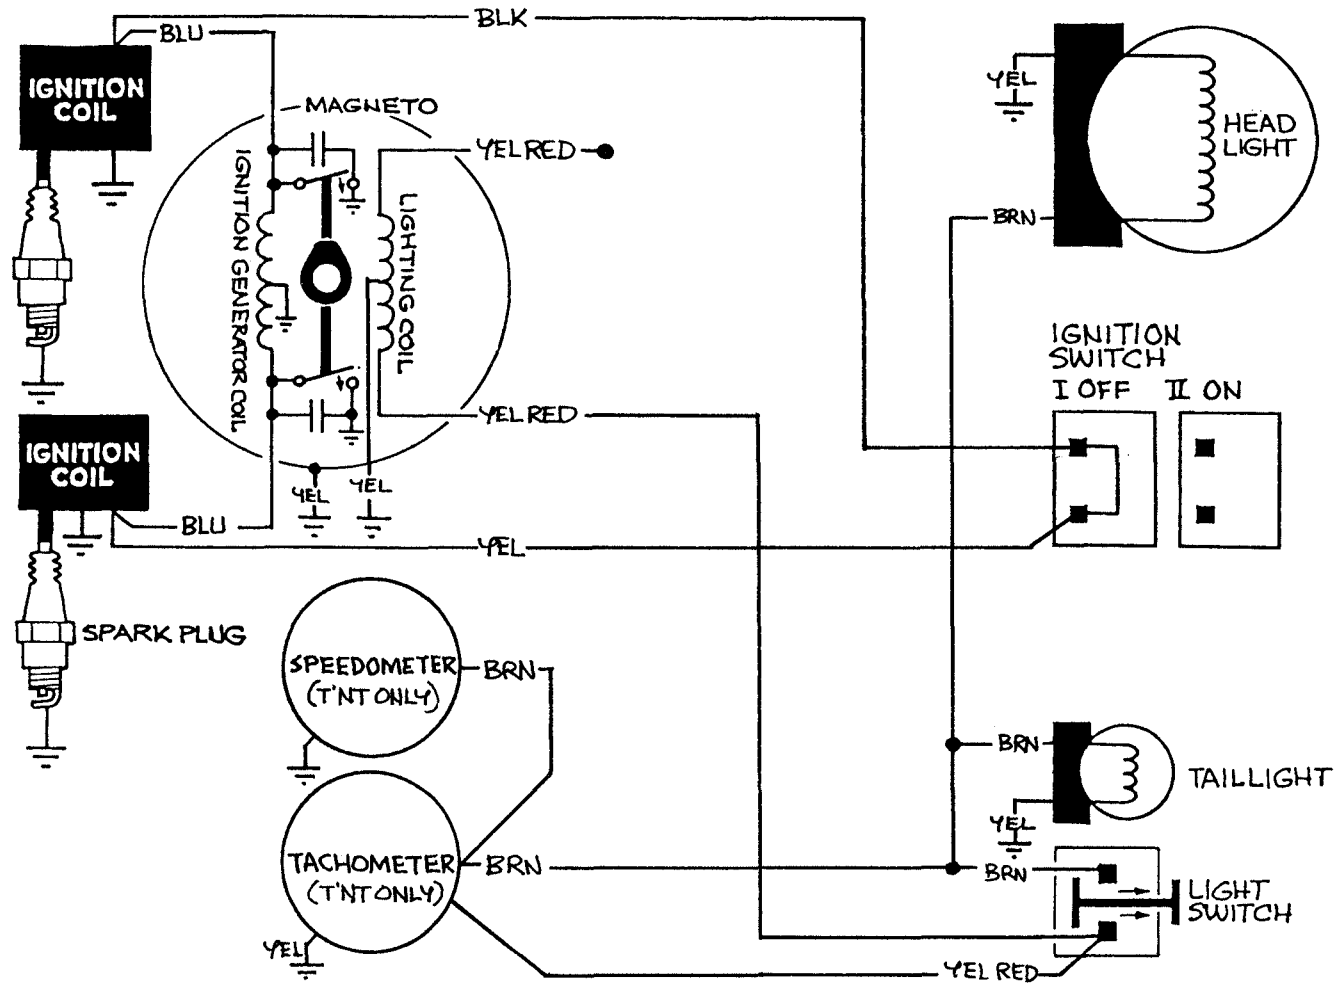 BLK
BLU
IGNITION
COIL
MAGNETO
YEL RED
YEL
HEAD
LIGHT
BRN
IGNITION GENERATOR COIL
LIGHTING COIL
IGNITION
SWITCH
I OFF II ON
YEL RED
IGNITION
COIL
YEL
YEL
BLU
YEL
SPARK PLUG
SPEEDOMETER
(T'NT ONLY)
BRN
BRN
TAILLIGHT
YEL
TACHOMETER
(T'NT ONLY)
BRN
BRN
LIGHT
SWITCH
YEL
YEL RED